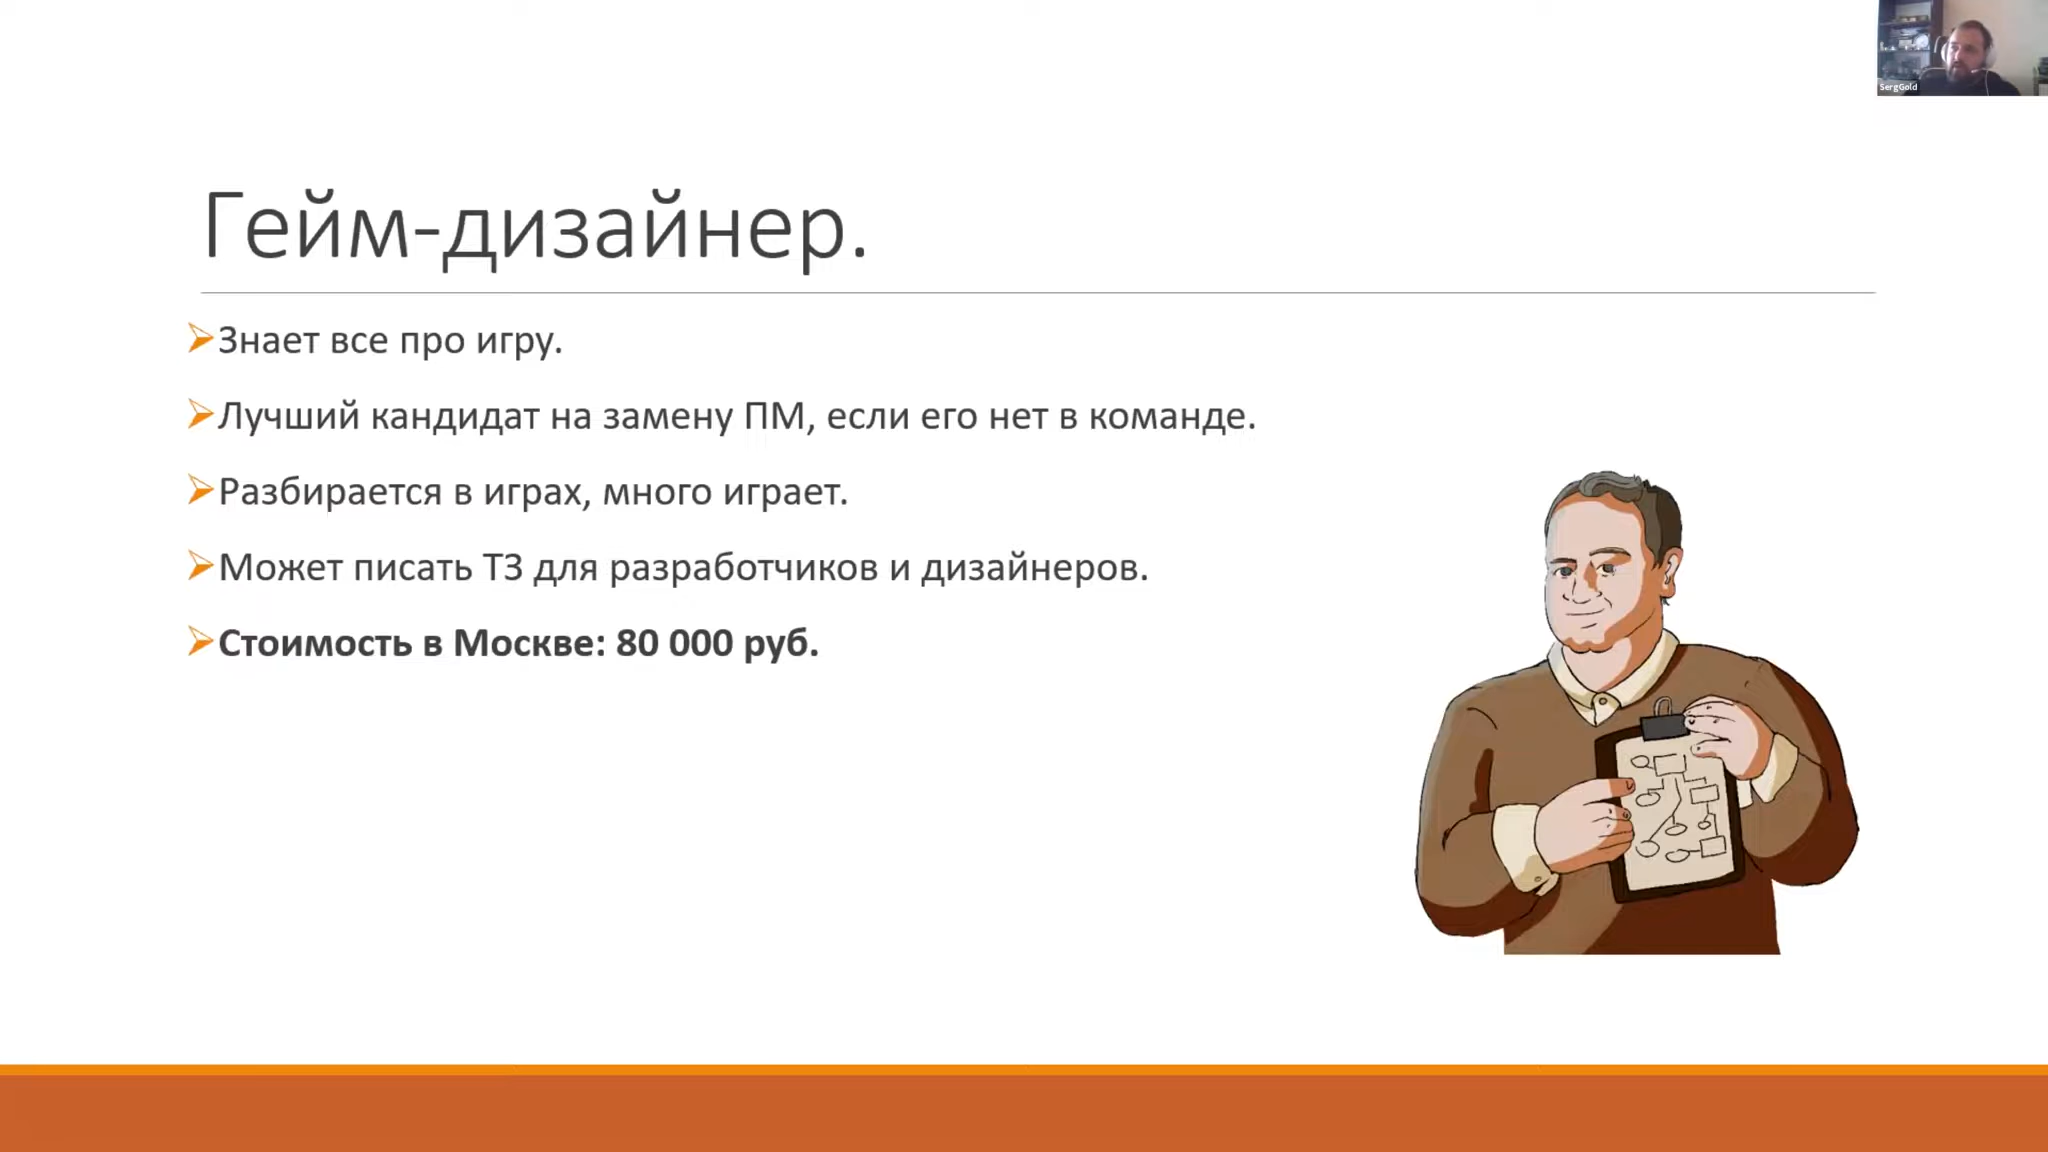 SergGold
Гейм-дизайнер.
Знает все про игру.
Лучший кандидат на замену ПМ, если его нет в команде.
Разбирается в играх, много играет.
Может писать ТЗ для разработчиков и дизайнеров.
Стоимость в Москве: 80 000 руб.